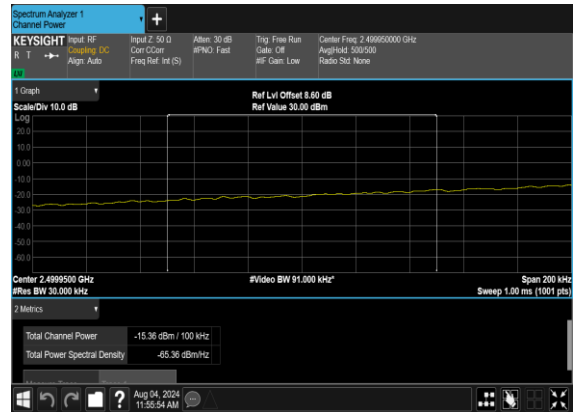 Spectrum Analyzer 1
Channel Power
KEYSIGHT
R T
LW
Input: RF
Coupling: DC
Align: Auto
Input Z: 50 Ω
Corr CCorr
Freq Ref: Int (S)
Atten: 30 dB
#PNO: Fast
Trig: Free Run
Gate: Off
#IF Gain: Low
Center Freq: 2.499950000 GHz
Avg|Hold: 500/500
Radio Std: None
1 Graph
Scale/Div 10.0 dB
Ref Lvl Offset 8.60 dB
Ref Value 30.00 dBm
Log
20.0
10.0
0.00
-10.0
-20.0
-30.0
-40.0
-50.0
-60.0
Center 2.4999500 GHz
#Res BW 30.000 kHz
#Video BW 91.000 kHz*
Span 200 kHz
Sweep 1.00 ms (1001 pts)
2 Metrics
Total Channel Power -15.36 dBm / 100 kHz
Total Power Spectral Density -65.36 dBm/Hz
?
Aug 04, 2024
11:55:54 AM